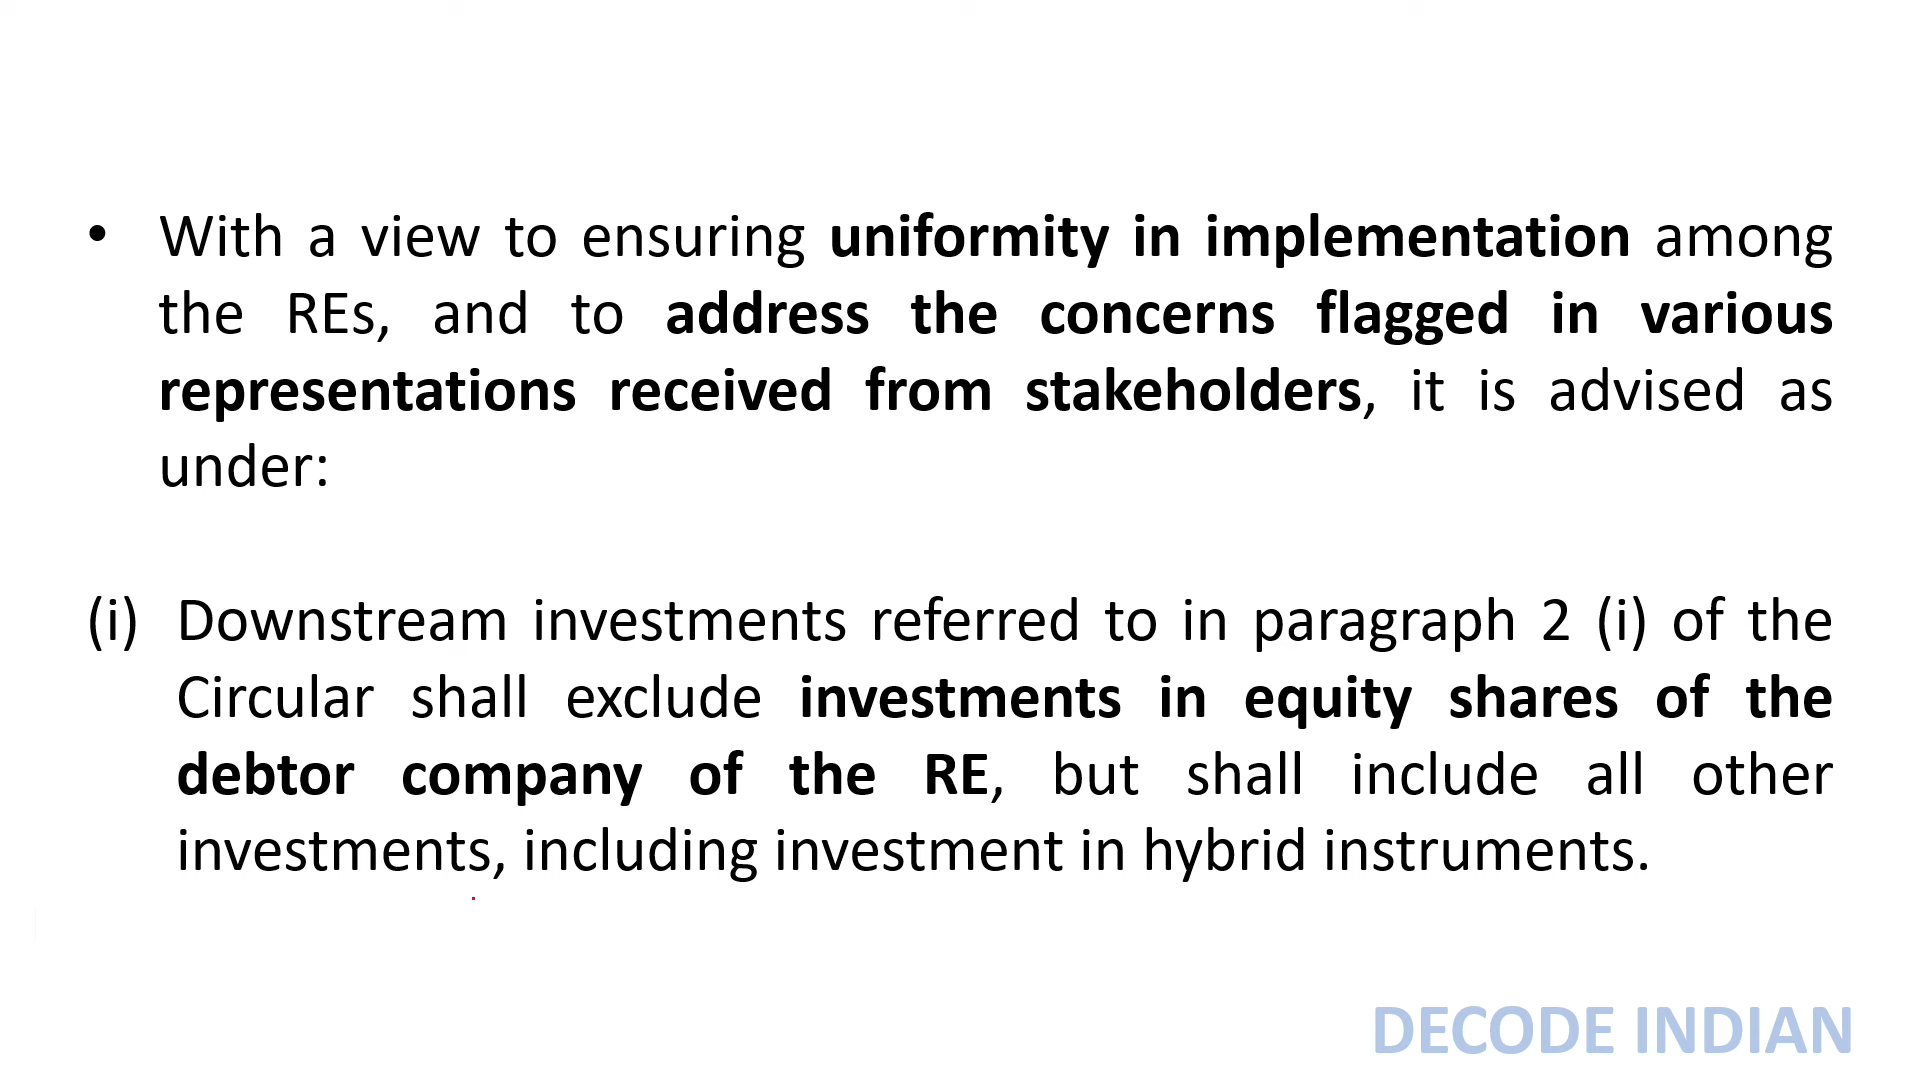 • With a view to ensuring uniformity in implementation among
the REs, and to address the concerns flagged in various
representations received from stakeholders, it is advised as
under:
(i) Downstream investments referred to in paragraph 2 (i) of the
Circular shall exclude investments in equity shares of the
debtor company of the RE, but shall include all other
investments, including investment in hybrid instruments.
DECODE INDIAN